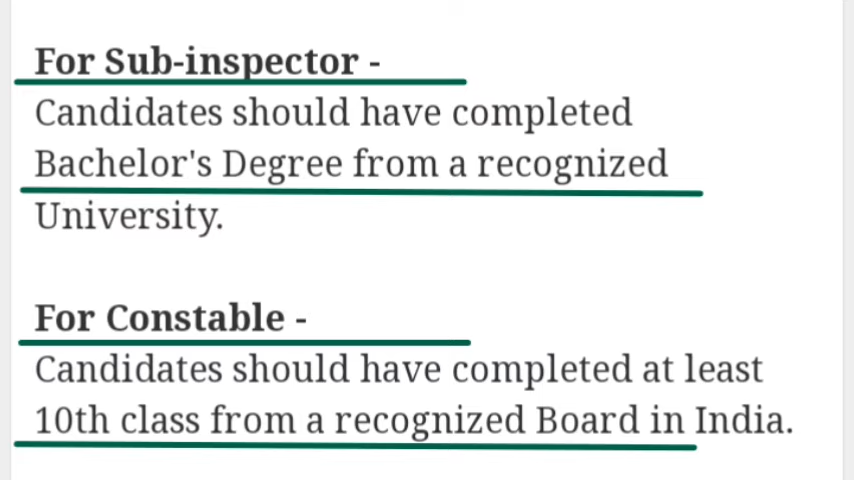 For Sub-inspector -
Candidates should have completed
Bachelor's Degree from a recognized
University.
For Constable -
Candidates should have completed at least
10th class from a recognized Board in India.